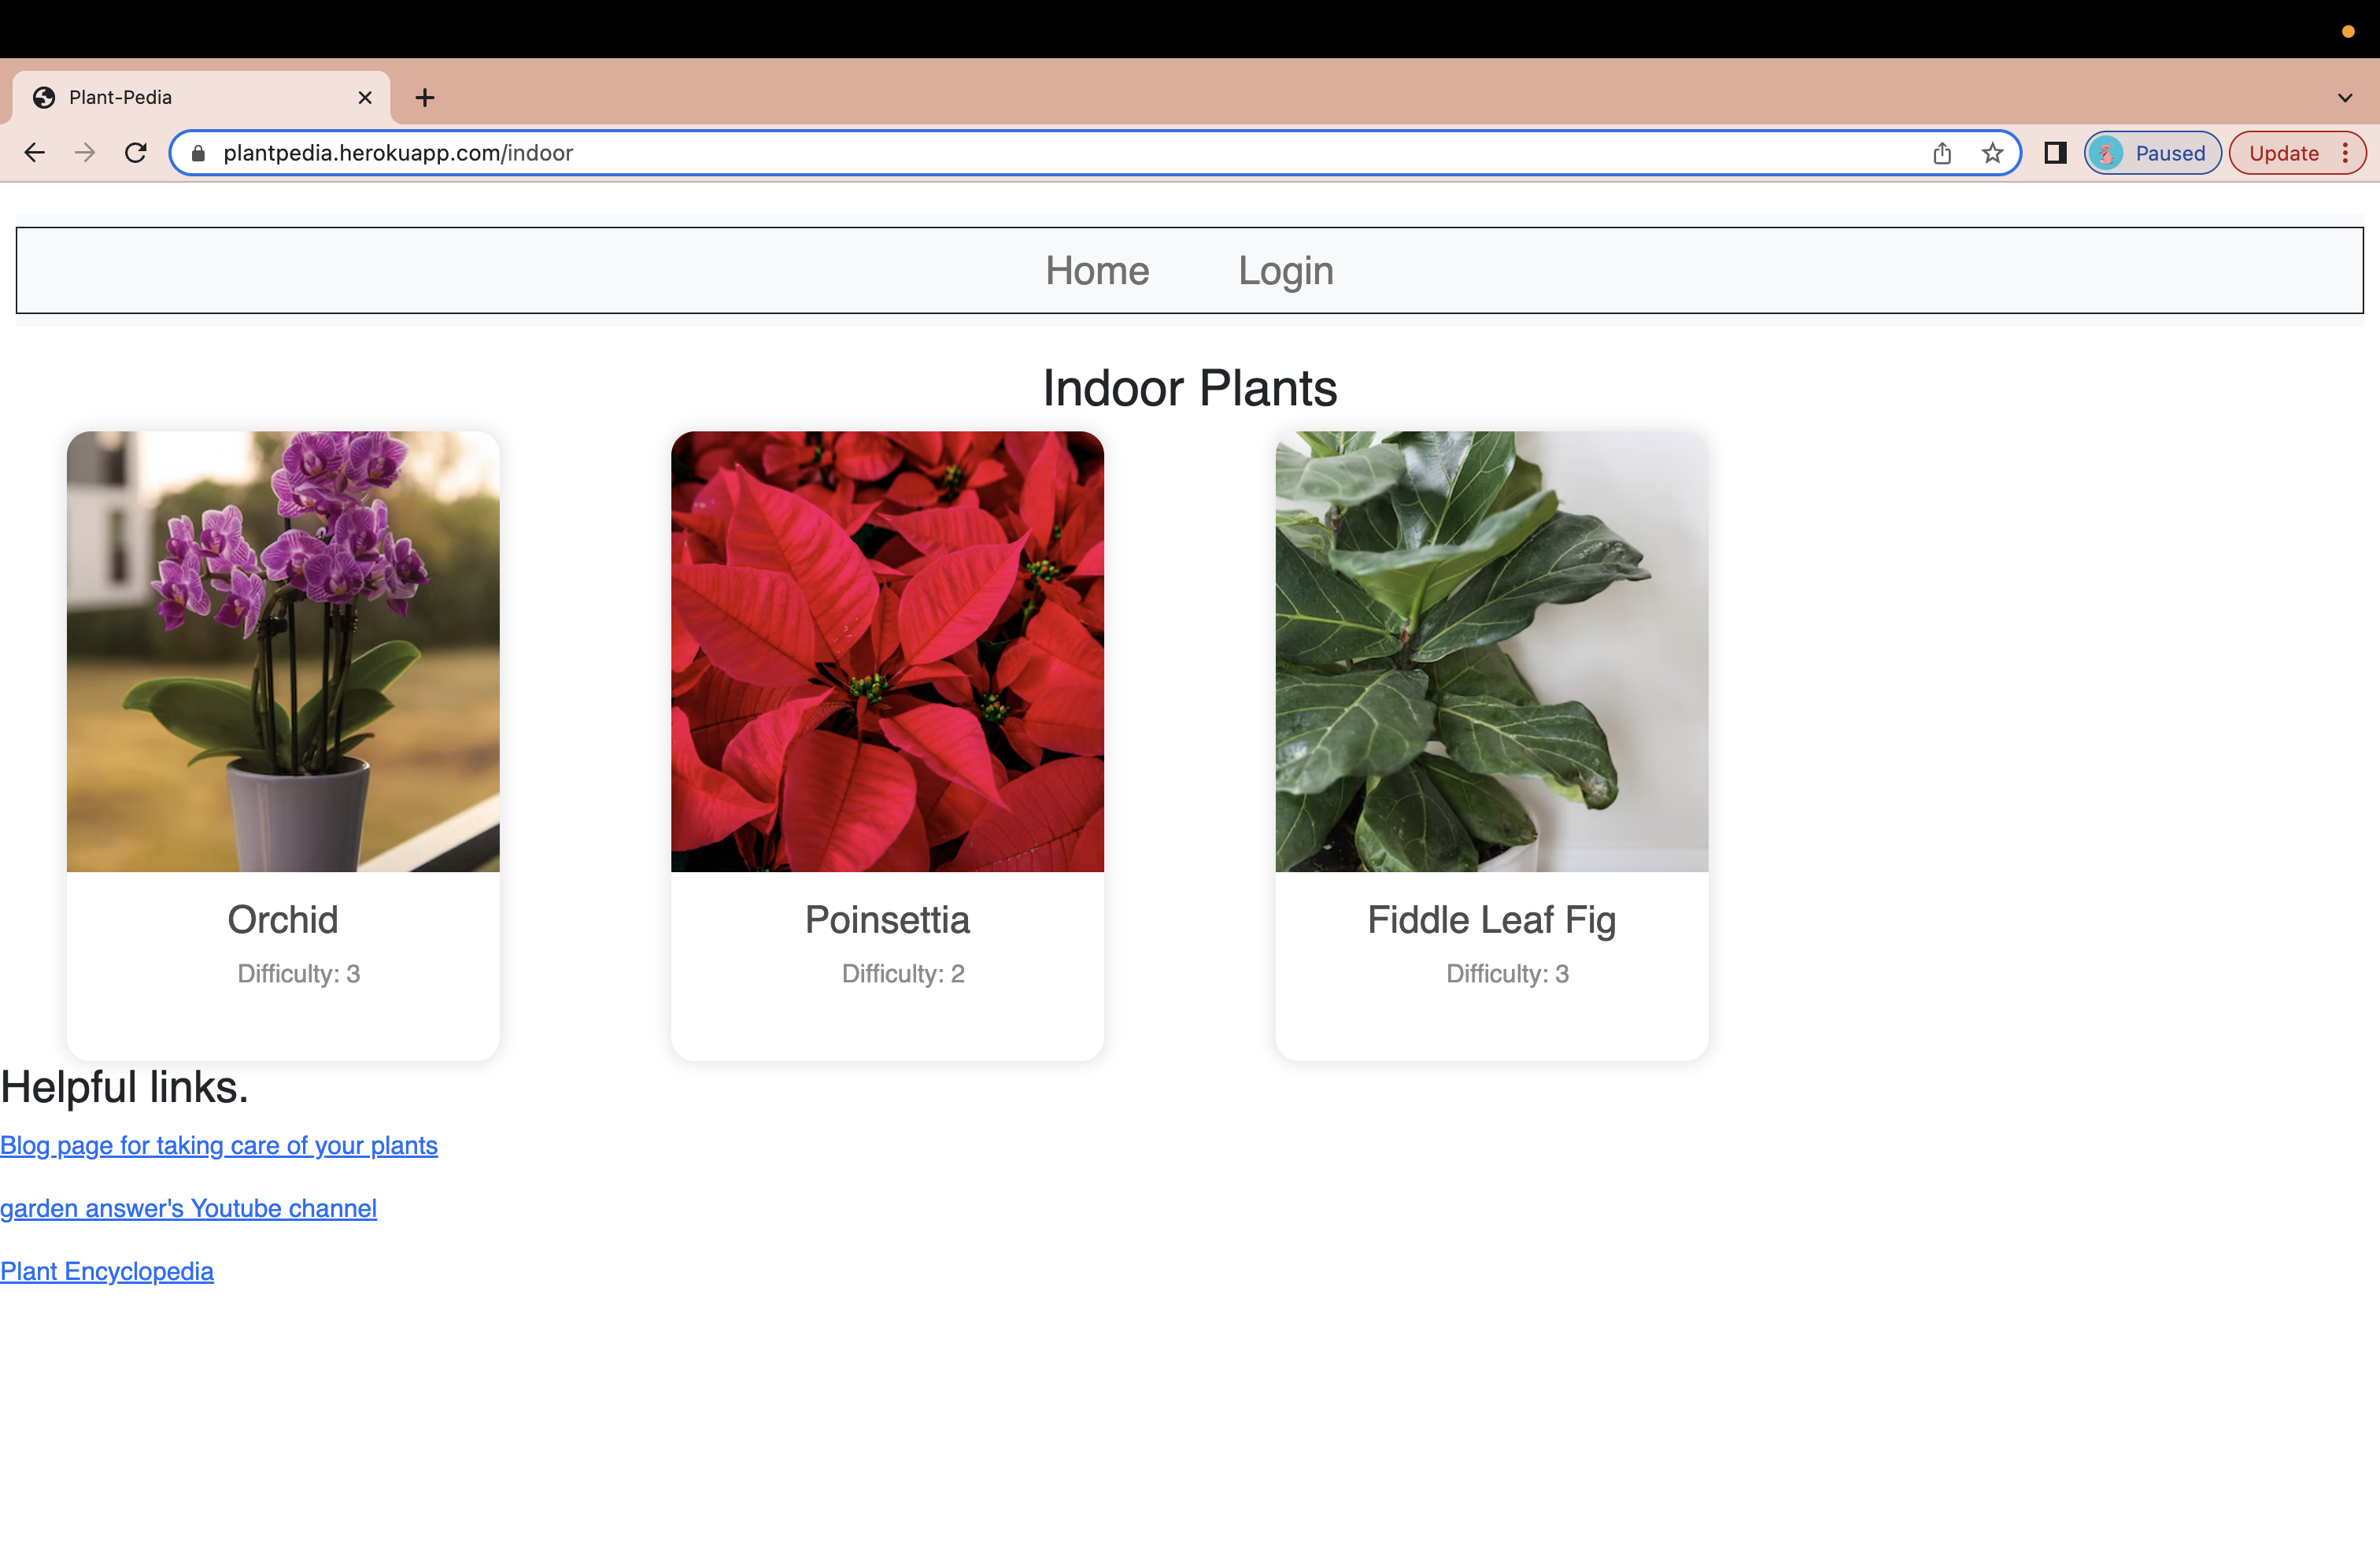 Plant-Pedia
plantpedia.herokuapp.com/indoor
Paused
Update
Home
Login
Indoor Plants
Orchid
Difficulty: 3
Poinsettia
Difficulty: 2
Fiddle Leaf Fig
Difficulty: 3
Helpful links.
Blog page for taking care of your plants
garden answer's Youtube channel
Plant Encyclopedia